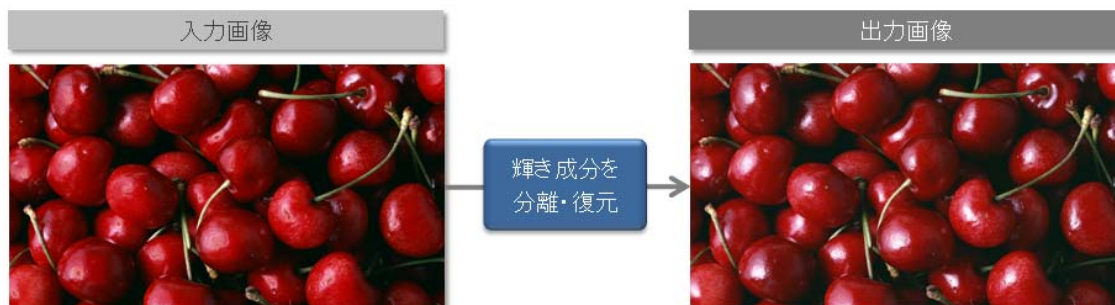 入力画像
出力画像
輝き成分を
分離・復元